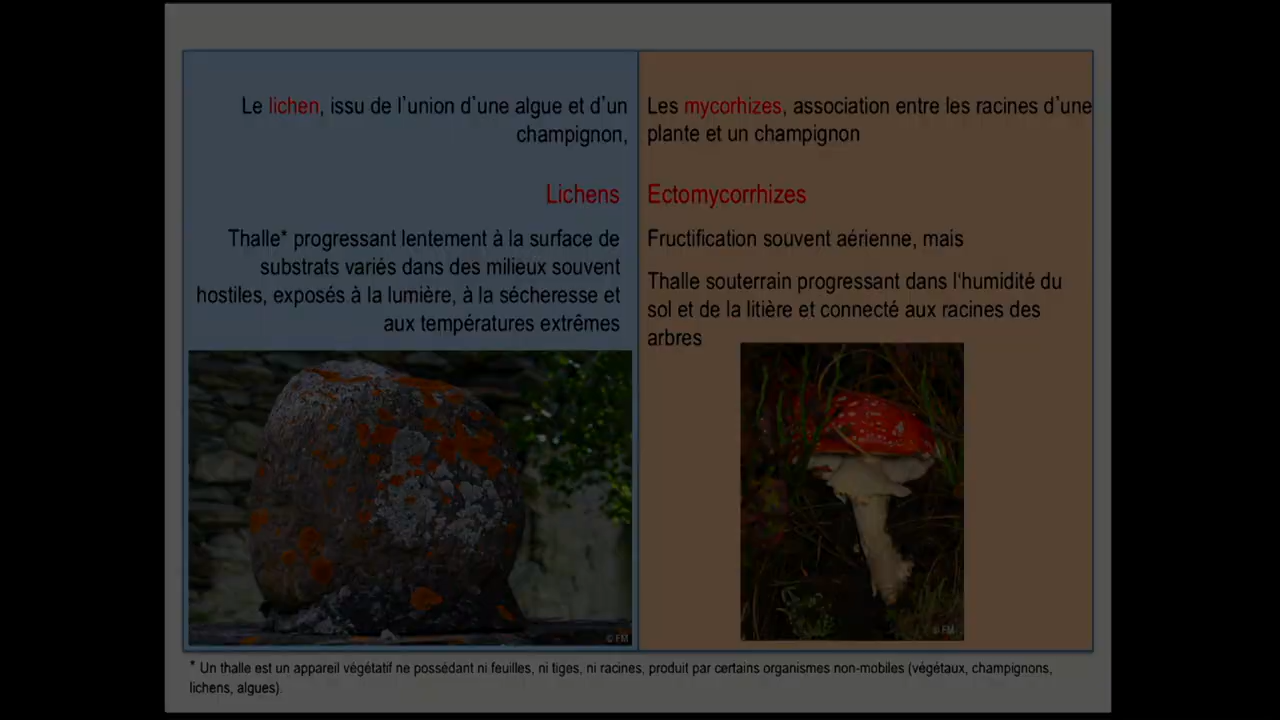 Le lichen, issu de l'union d'une algue et d'un
champignon,
Lichens
Thalle* progressant lentement à la surface de
substrats variés dans des milieux souvent
hostiles, exposés à la lumière, à la sécheresse et
aux températures extrêmes
© FM
Les mycorhizes, association entre les racines d'une
plante et un champignon
Ectomycorrhizes
Fructification souvent aérienne, mais
Thalle souterrain progressant dans l'humidité du
sol et de la litière et connecté aux racines des
arbres
© FM
* Un thalle est un appareil végétatif ne possédant ni feuilles, ni tiges, ni racines, produit par certains organismes non-mobiles (végétaux, champignons,
lichens, algues).